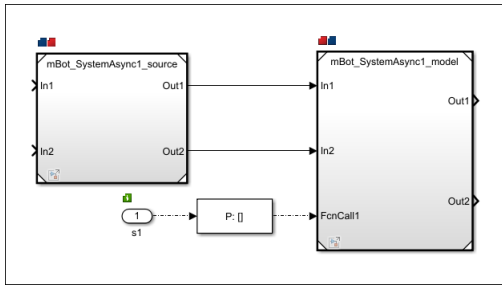 mBot_SystemAsync1_source
In1
Out1
In2
Out2
mBot_SystemAsync1_model
In1
Out1
In2
Out2
FcnCall1
1
s1
P: []